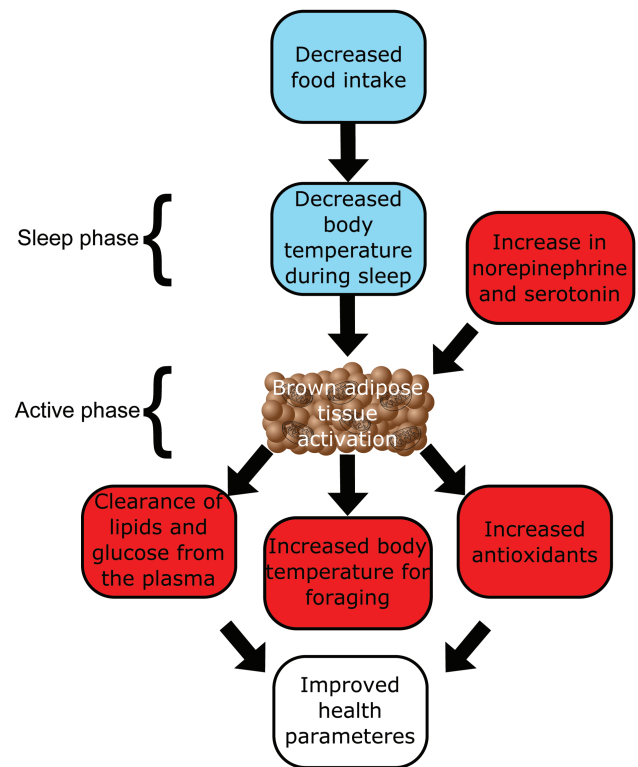 Decreased
food intake
Sleep phase
Decreased
body
temperature
during sleep
Increase in
norepinephrine
and serotonin
Active phase
Brown adipose
tissue
activation
Clearance of
lipids and
glucose from
the plasma
Increased body
temperature for
foraging
Increased
antioxidants
Improved
health
parameteres